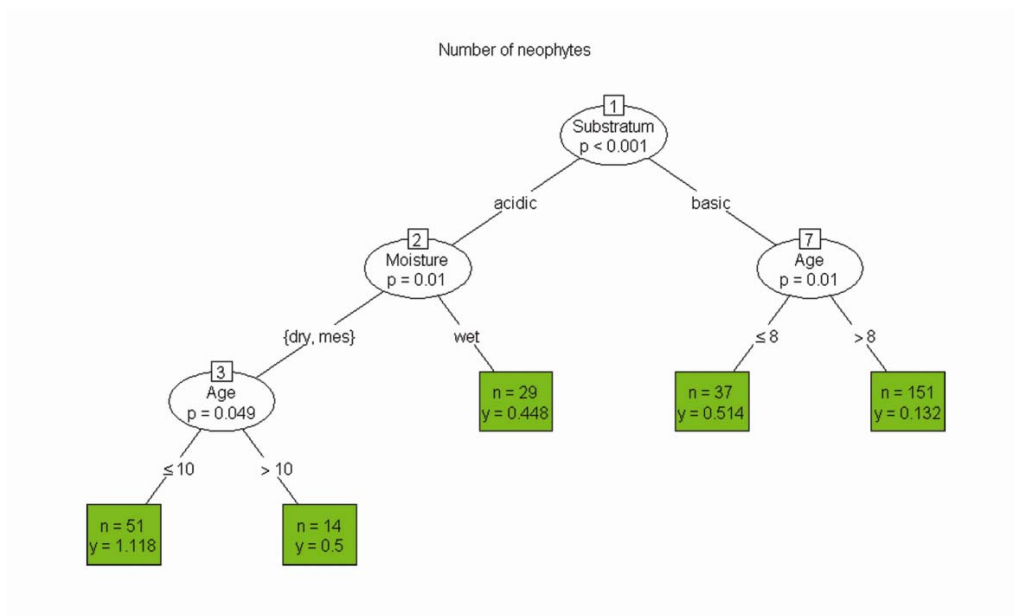 Number of neophytes
1
Substratum
p < 0.001
acidic
basic
2
Moisture
p = 0.01
7
Age
p = 0.01
{dry, mes}
wet
≤ 8
> 8
3
Age
p = 0.049
n = 29
y = 0.448
n = 37
y = 0.514
n = 151
y = 0.132
≤ 10
> 10
n = 51
y = 1.118
n = 14
y = 0.5